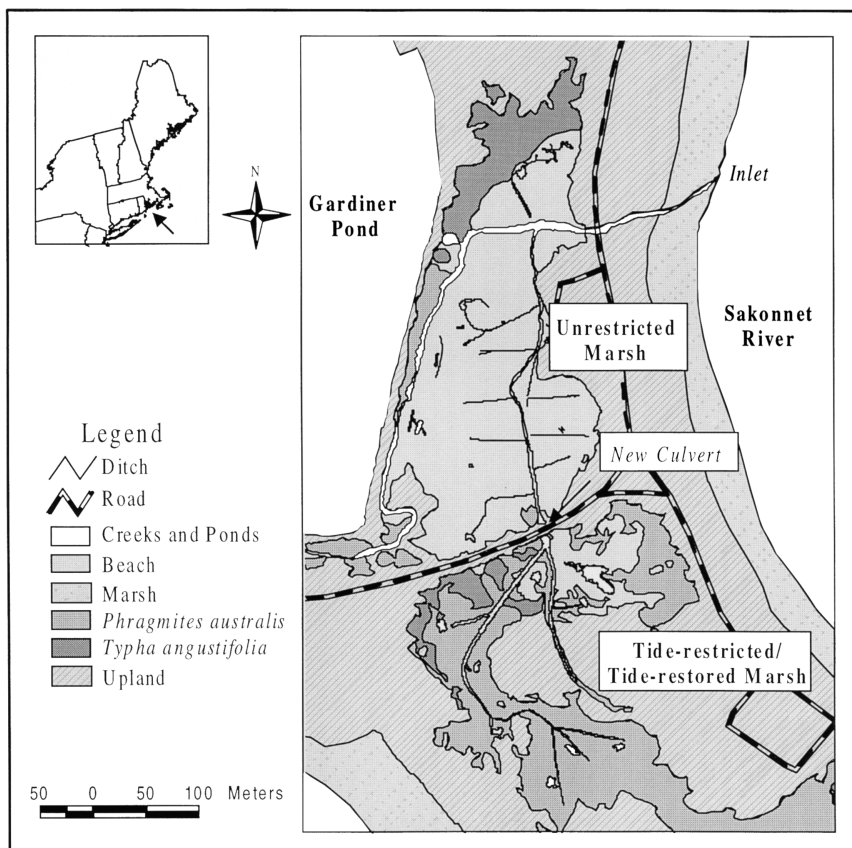 N
Gardiner
Pond
Inlet
Unrestricted
Marsh
Sakonnet
River
New Culvert
Tide-restricted/
Tide-restored Marsh
Legend
Ditch
Road
Creeks and Ponds
Beach
Marsh
Phragmites australis
Typha angustifolia
Upland
50 0 50 100 Meters